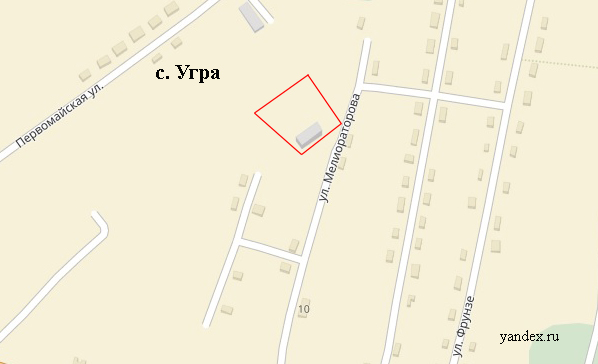 с. Угра
Первомайская ул.
ул. Мелиораторова
10
ул. Фрунзе
yandex.ru